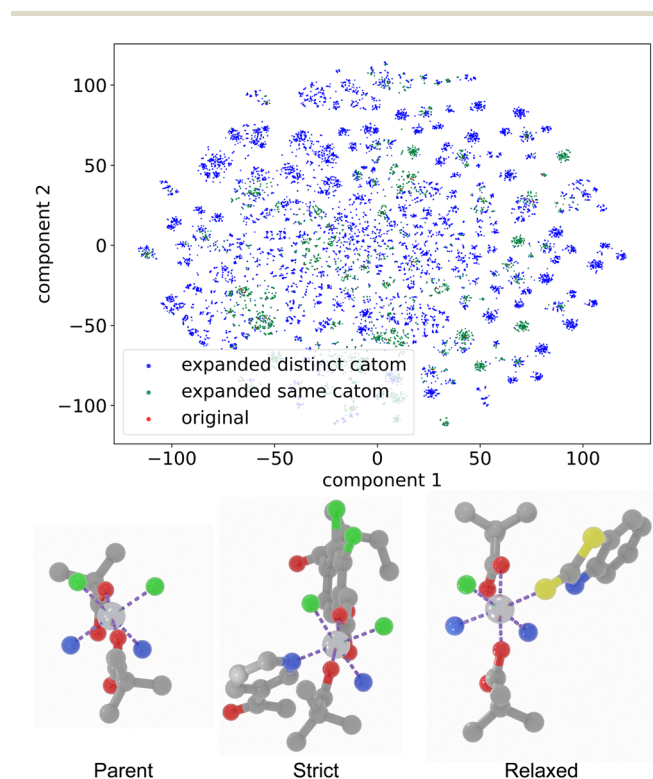 100
50
0
−50
−100
component 2
expanded distinct catom
expanded same catom
original
−100 −50 0 50 100
component 1
Parent Strict Relaxed